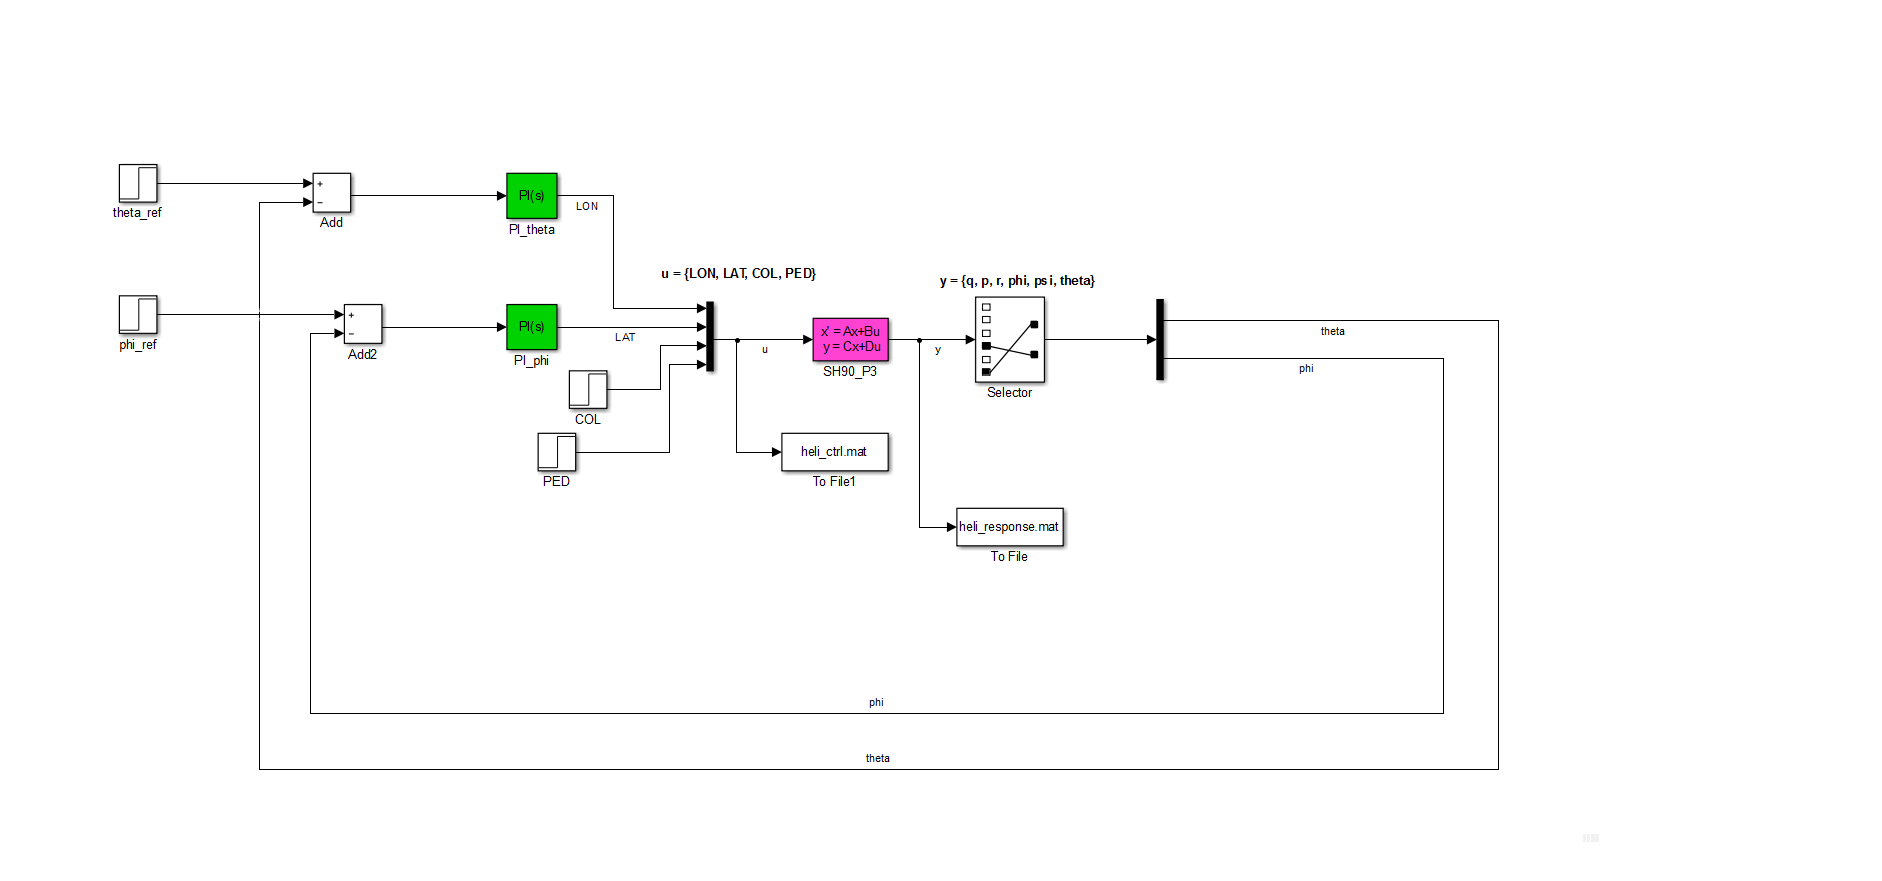 theta_ref
+
−
Add
PI(s)
PI_theta
LON
u = {LON, LAT, COL, PED}
y = {q, p, r, phi, psi, theta}
phi_ref
+
−
Add2
PI(s)
PI_phi
LAT
COL
PED
u
x' = Ax+Bu
y = Cx+Du
SH90_P3
y
Selector
theta
phi
heli_ctrl.mat
To File1
heli_response.mat
To File
phi
theta